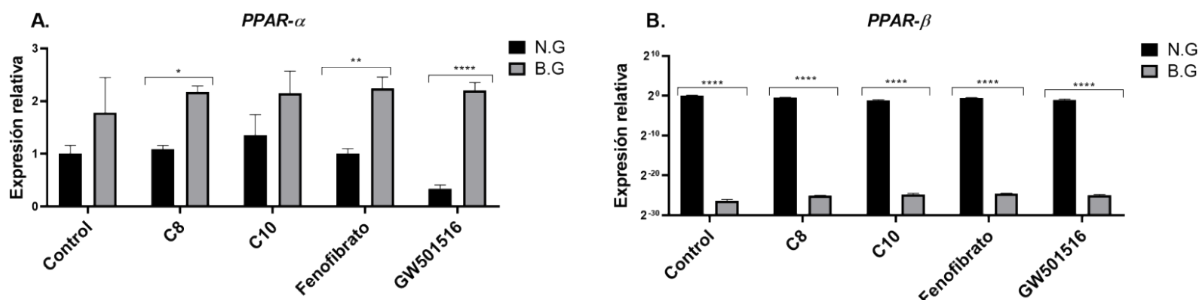 A.
PPAR-α
N.G
B.G
Expresión relativa
3
2
1
0
*
**
****
Control
C8
C10
Fenofibrato
GW501516
B.
PPAR-β
N.G
B.G
Expresión relativa
2^10
2^0
2^-10
2^-20
2^-30
****
****
****
****
****
Control
C8
C10
Fenofibrato
GW501516